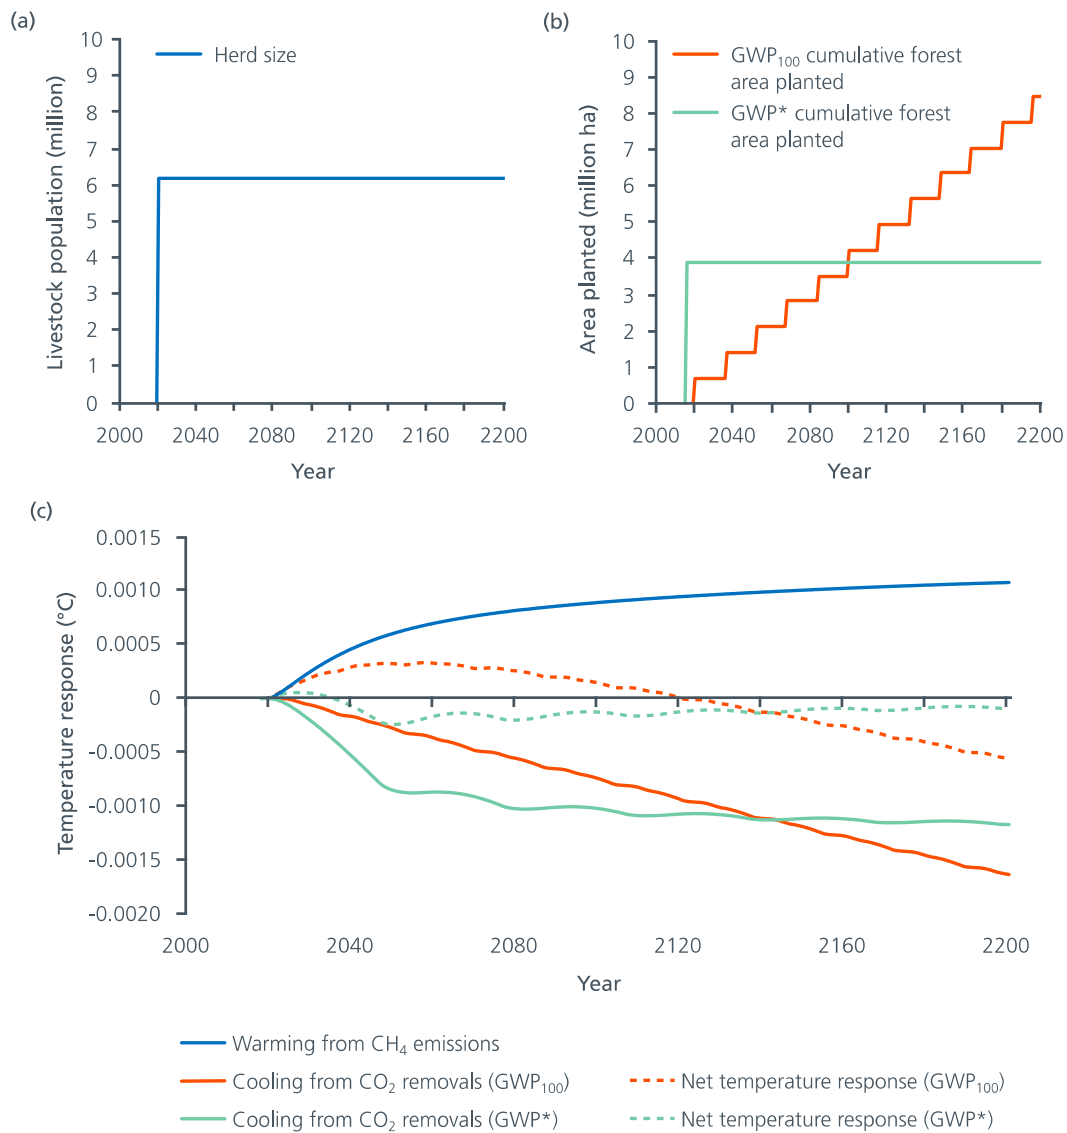 (a)
10
9
8
7
6
5
4
3
2
1
0
Livestock population (million)
Herd size
2000 2040 2080 2120 2160 2200
Year
(b)
10
9
8
7
6
5
4
3
2
1
0
Area planted (million ha)
GWP₁₀₀ cumulative forest
area planted
GWP* cumulative forest
area planted
2000 2040 2080 2120 2160 2200
Year
(c)
0.0015
0.0010
0.0005
0
-0.0005
-0.0010
-0.0015
-0.0020
Temperature response (°C)
2000 2040 2080 2120 2160 2200
Year
Warming from CH₄ emissions
Cooling from CO₂ removals (GWP₁₀₀)
Net temperature response (GWP₁₀₀)
Cooling from CO₂ removals (GWP*)
Net temperature response (GWP*)